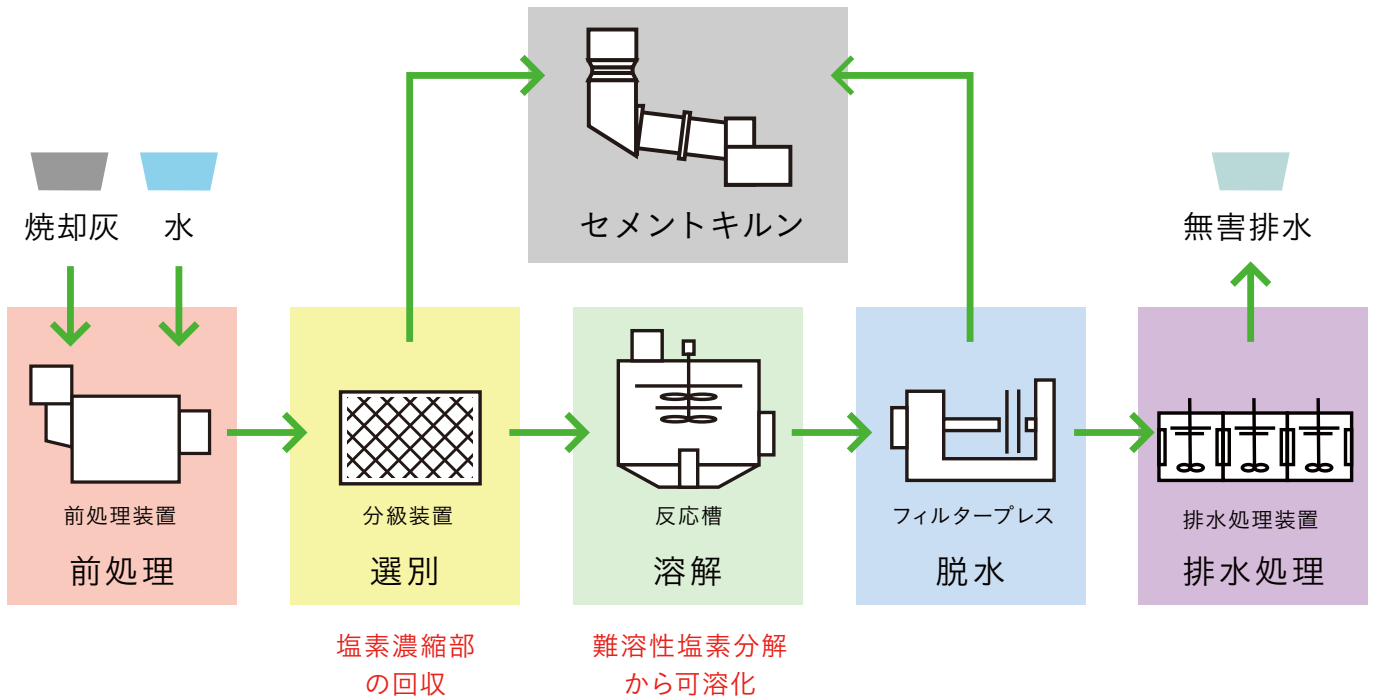 セメントキルン
焼却灰
水
無害排水
前処理装置
前処理
分級装置
選別
反応槽
溶解
フィルタープレス
脱水
排水処理装置
排水処理
塩素濃縮部
の回収
難溶性塩素分解
から可溶化